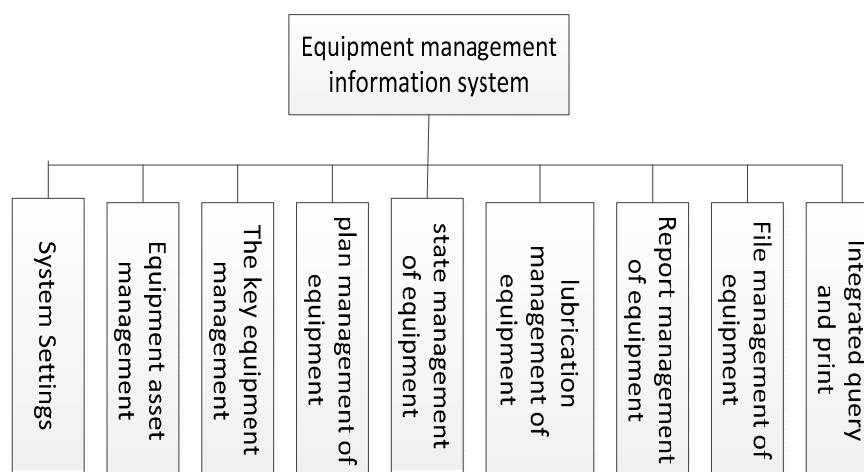 Equipment management
information system
System Settings
Equipment asset
management
The key equipment
management
plan management of
equipment
state management
of equipment
lubrication
management of
equipment
Report management
of equipment
File management of
equipment
Integrated query
and print